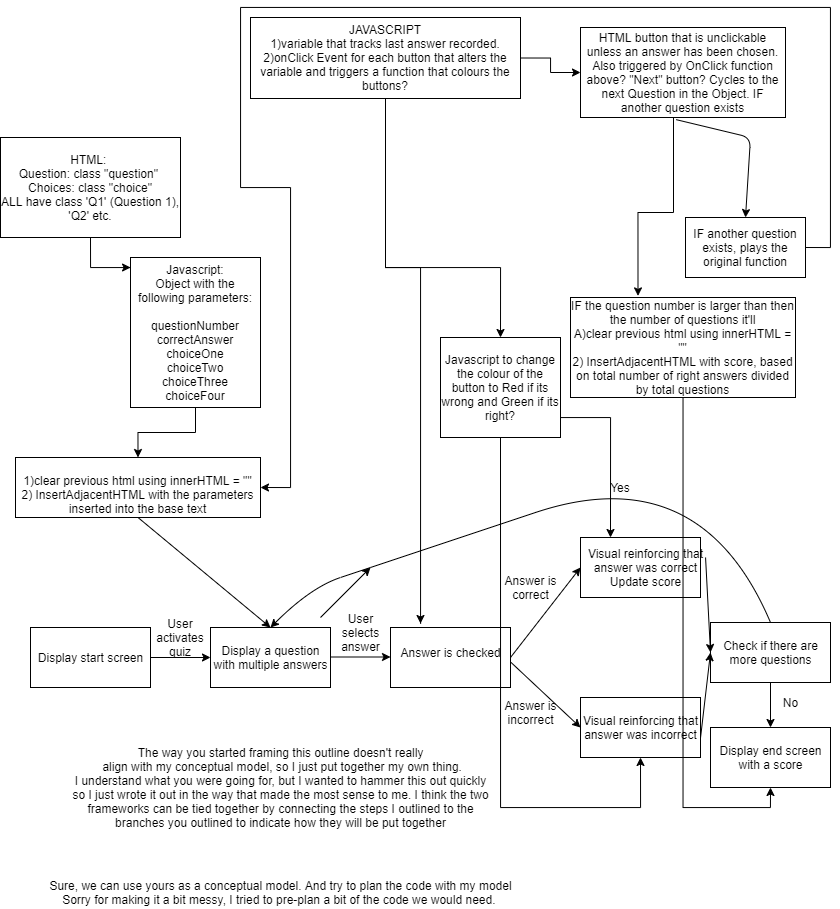 JAVASCRIPT
1)variable that tracks last answer recorded.
2)onClick Event for each button that alters the
variable and triggers a function that colours the
buttons?
HTML button that is unclickable
unless an answer has been chosen.
Also triggered by OnClick function
above? "Next" button? Cycles to the
next Question in the Object. IF
another question exists
HTML:
Question: class "question"
Choices: class "choice"
ALL have class 'Q1' (Question 1),
'Q2' etc.
IF another question
exists, plays the
original function
Javascript:
Object with the
following parameters:
questionNumber
correctAnswer
choiceOne
choiceTwo
choiceThree
choiceFour
IF the question number is larger than then
the number of questions it'll
A)clear previous html using innerHTML =
""
2) InsertAdjacentHTML with score, based
on total number of right answers divided
by total questions
Javascript to change
the colour of the
button to Red if its
wrong and Green if its
right?
1)clear previous html using innerHTML = ""
2) InsertAdjacentHTML with the parameters
inserted into the base text
Yes
Visual reinforcing that
answer was correct
Update score
Answer is
correct
User
activates
quiz
User
selects
answer
Display start screen
Display a question
with multiple answers
Answer is checked
Check if there are
more questions
Answer is
incorrect
Visual reinforcing that
answer was incorrect
No
Display end screen
with a score
The way you started framing this outline doesn't really
align with my conceptual model, so I just put together my own thing.
I understand what you were going for, but I wanted to hammer this out quickly
so I just wrote it out in the way that made the most sense to me. I think the two
frameworks can be tied together by connecting the steps I outlined to the
branches you outlined to indicate how they will be put together
Sure, we can use yours as a conceptual model. And try to plan the code with my model
Sorry for making it a bit messy, I tried to pre-plan a bit of the code we would need.